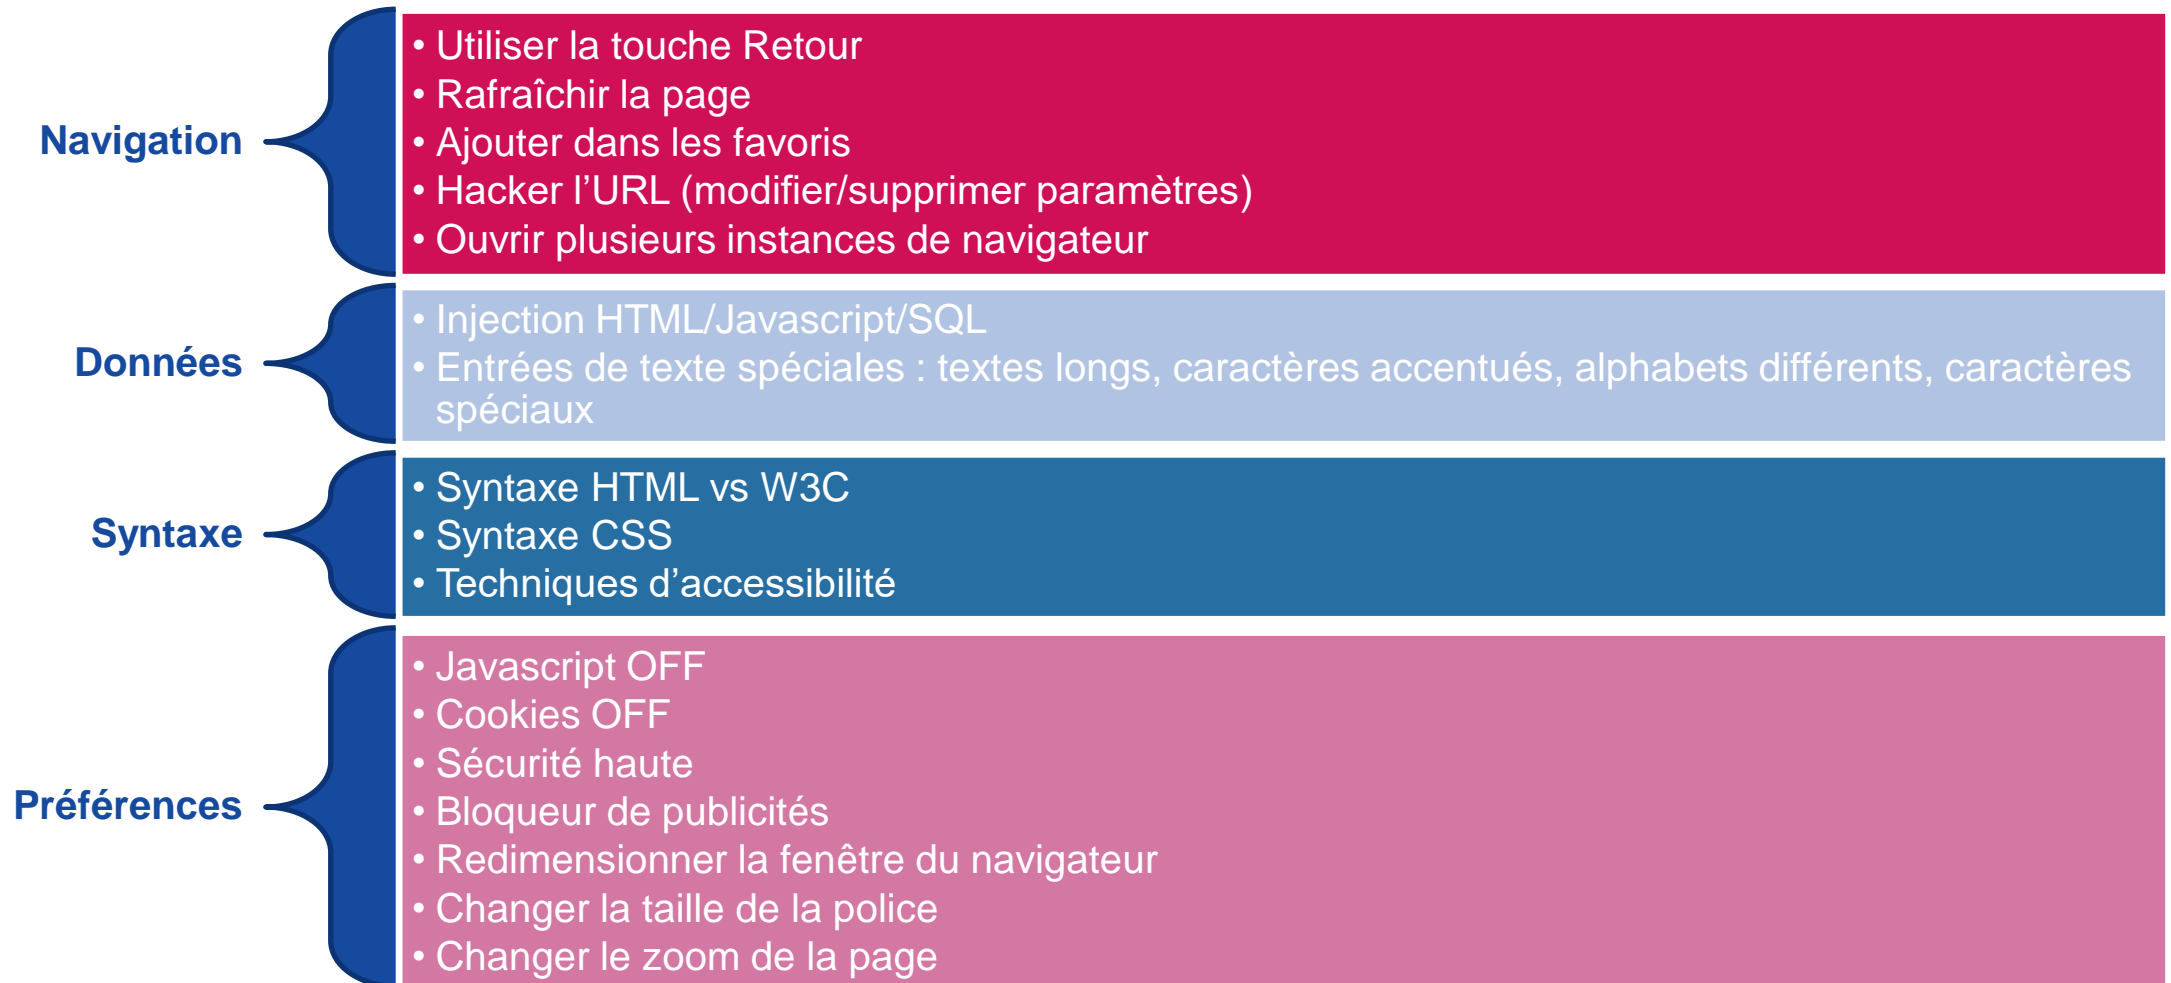 Navigation
• Utiliser la touche Retour
• Rafraîchir la page
• Ajouter dans les favoris
• Hacker l’URL (modifier/supprimer paramètres)
• Ouvrir plusieurs instances de navigateur
Données
• Injection HTML/Javascript/SQL
• Entrées de texte spéciales : textes longs, caractères accentués, alphabets différents, caractères
spéciaux
Syntaxe
• Syntaxe HTML vs W3C
• Syntaxe CSS
• Techniques d’accessibilité
Préférences
• Javascript OFF
• Cookies OFF
• Sécurité haute
• Bloqueur de publicités
• Redimensionner la fenêtre du navigateur
• Changer la taille de la police
• Changer le zoom de la page